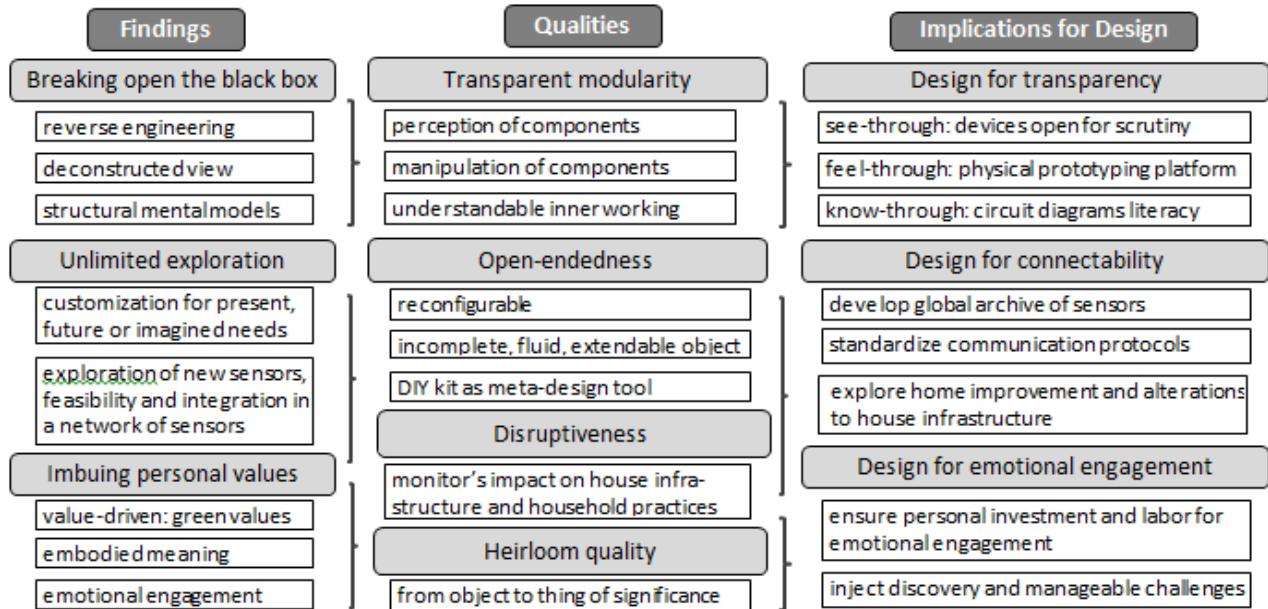 Findings
Breaking open the black box
reverse engineering
deconstructed view
structural mental models
Unlimited exploration
customization for present,
future or imagined needs
exploration of new sensors,
feasibility and integration in
a network of sensors
Imbuing personal values
value-driven: green values
embodied meaning
emotional engagement
Qualities
Transparent modularity
perception of components
manipulation of components
understandable inner working
Open-endedness
reconfigurable
incomplete, fluid, extendable object
DIY kit as meta-design tool
Disruptiveness
monitor's impact on house infra-
structure and household practices
Heirloom quality
from object to thing of significance
Implications for Design
Design for transparency
see-through: devices open for scrutiny
feel-through: physical prototyping platform
know-through: circuit diagrams literacy
Design for connectability
develop global archive of sensors
standardize communication protocols
explore home improvement and alterations
to house infrastructure
Design for emotional engagement
ensure personal investment and labor for
emotional engagement
inject discovery and manageable challenges